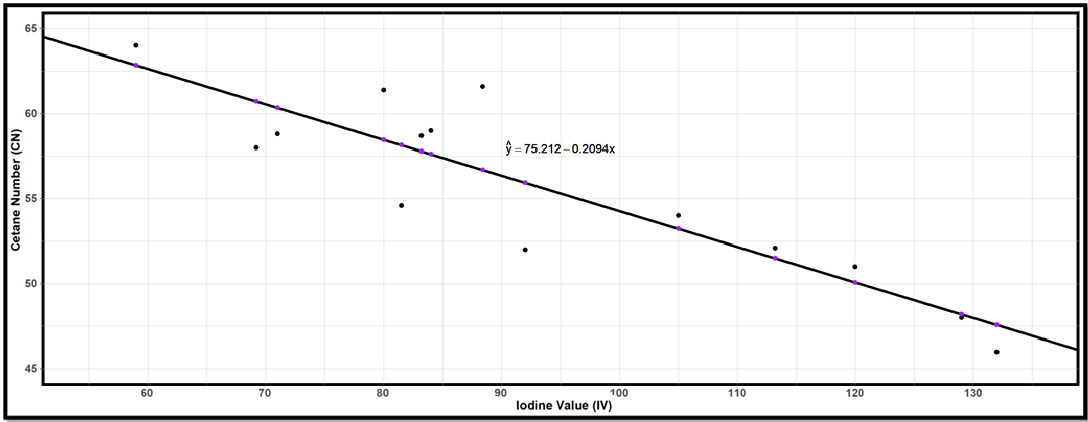 65
60
55
50
45
Cetane Number (CN)
ŷ = 75.212 − 0.2094x
60 70 80 90 100 110 120 130
Iodine Value (IV)